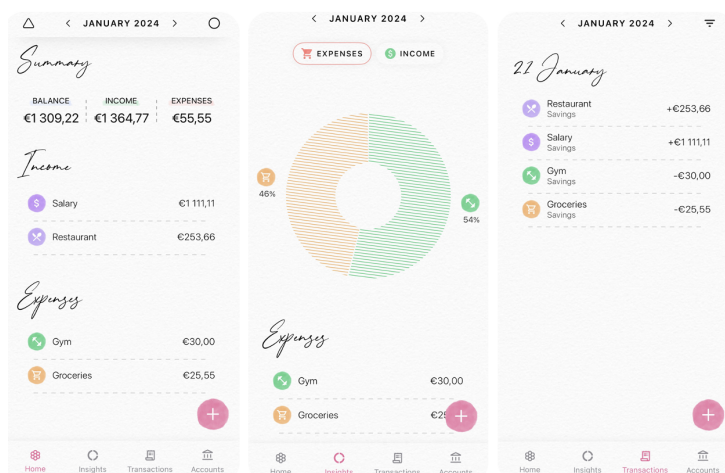 JANUARY 2024
Summary
BALANCE INCOME EXPENSES
€1 309,22 €1 364,77 €55,55
Income
Salary €1 111,11
Restaurant €253,66
Expenses
Gym €30,00
Groceries €25,55
Home Insights Transactions Accounts
JANUARY 2024
EXPENSES INCOME
46%
54%
Expenses
Gym €30,00
Groceries €25
Home Insights Transactions Accounts
JANUARY 2024
21 January
Restaurant +€253,66
Savings
Salary +€1 111,11
Savings
Gym -€30,00
Savings
Groceries -€25,55
Savings
Home Insights Transactions Accounts